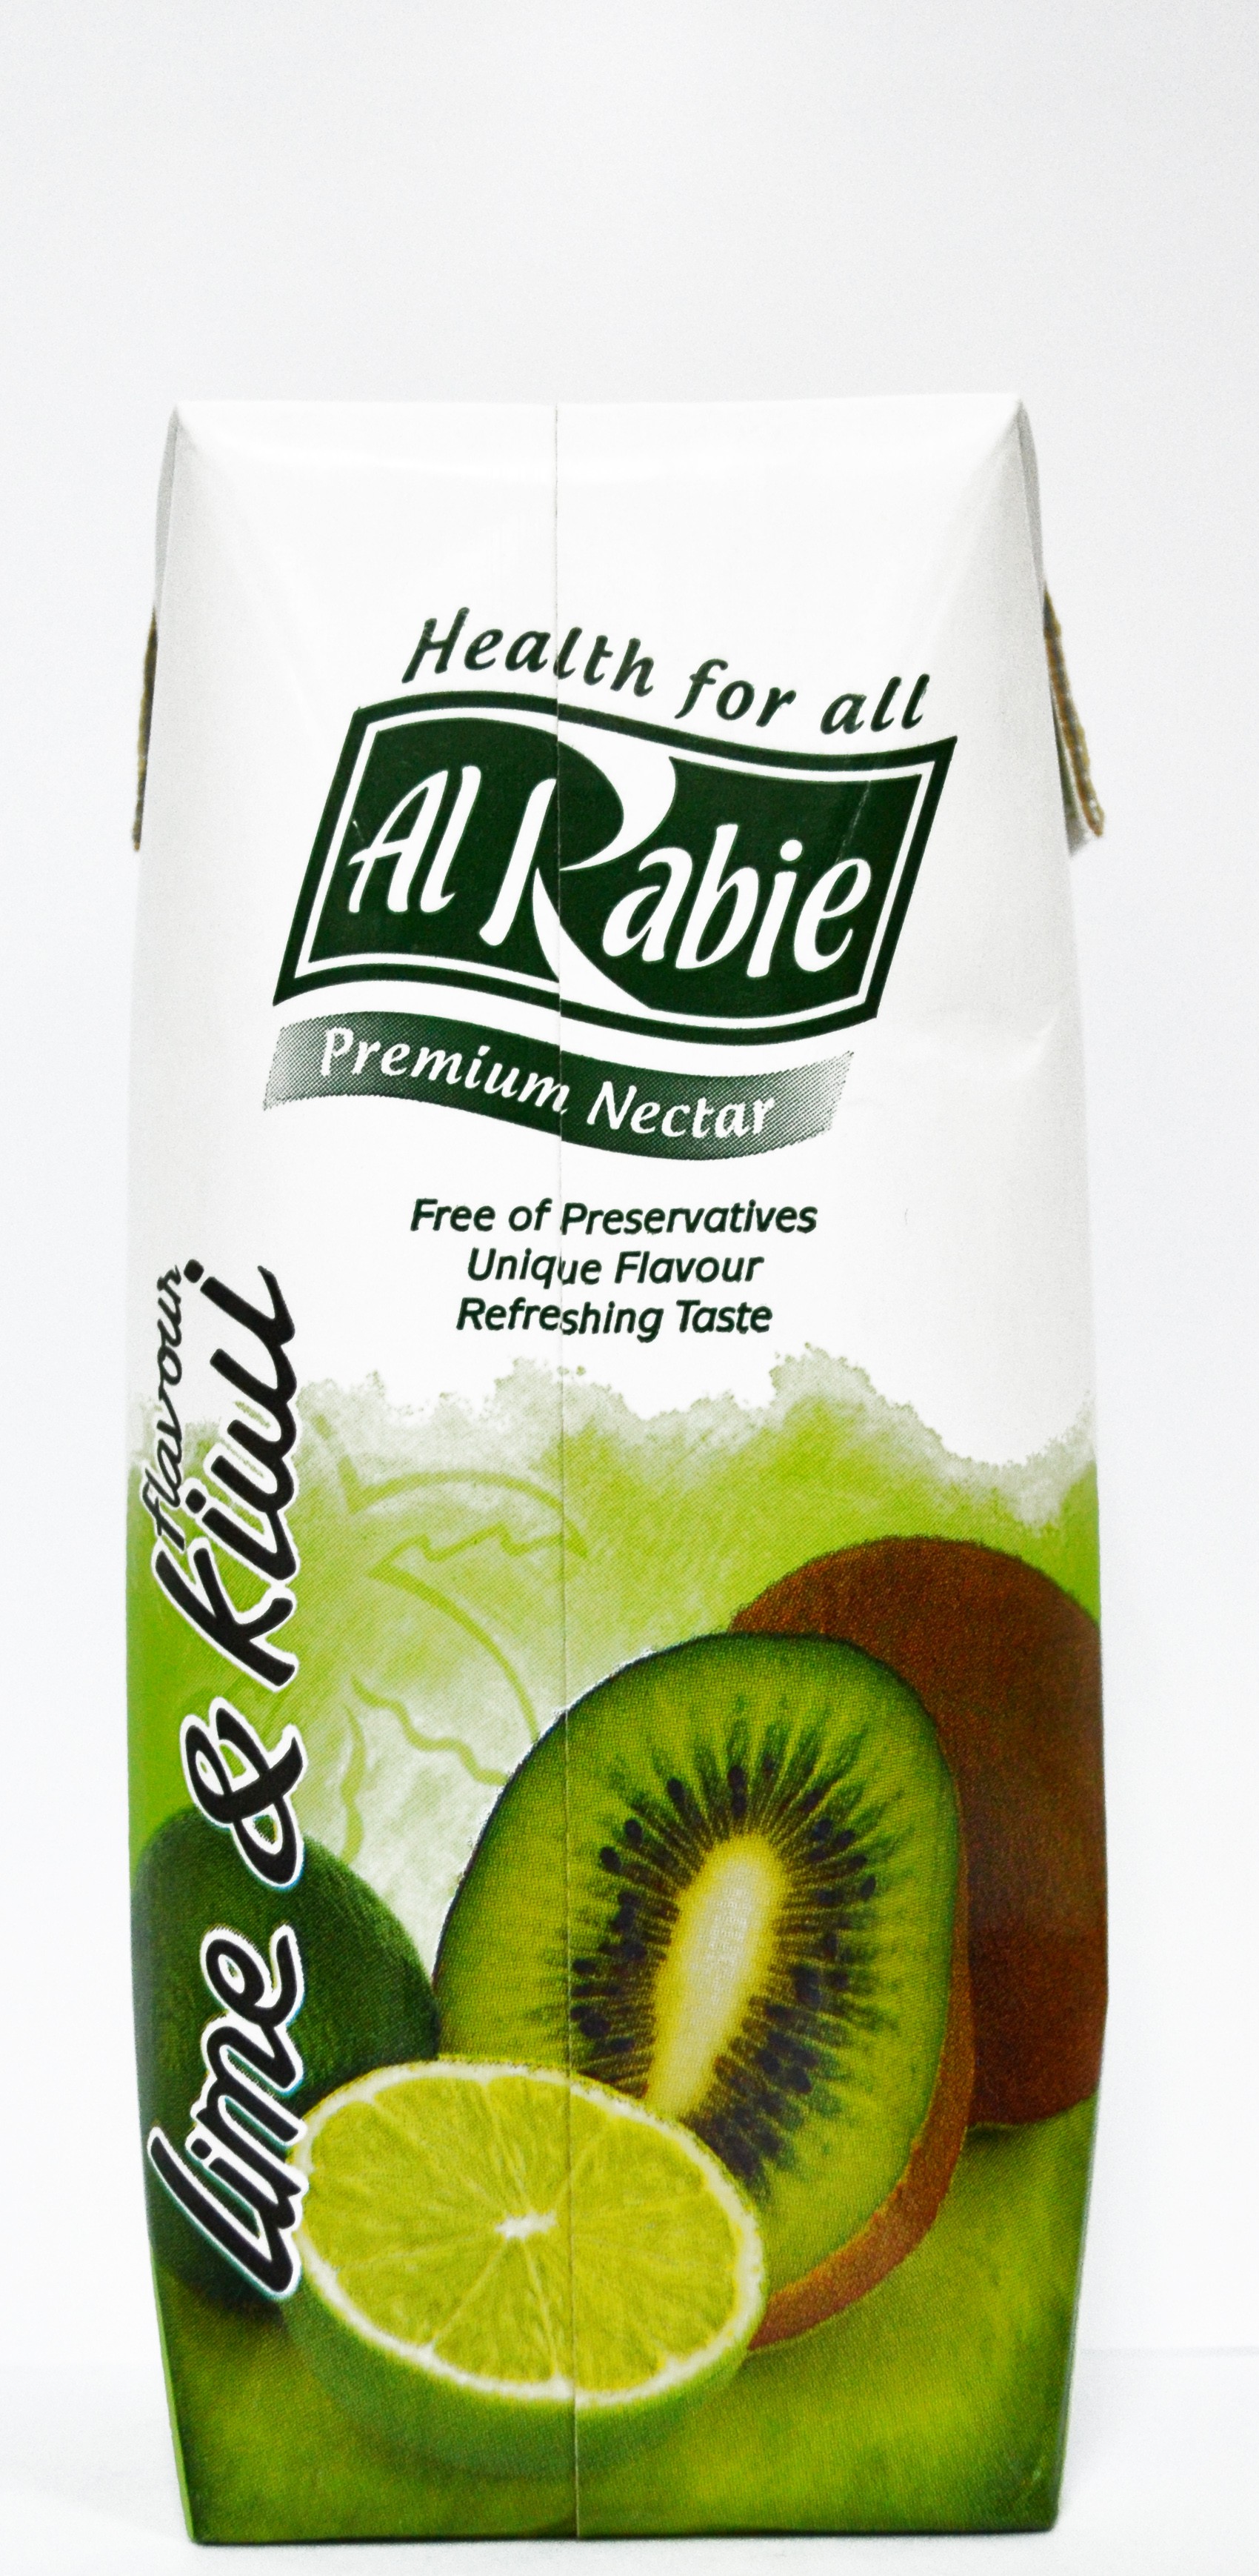 Health for all
Al Rabie
Premium Nectar
Free of Preservatives
Unique Flavour
Refreshing Taste
flavour
lime & kiwi